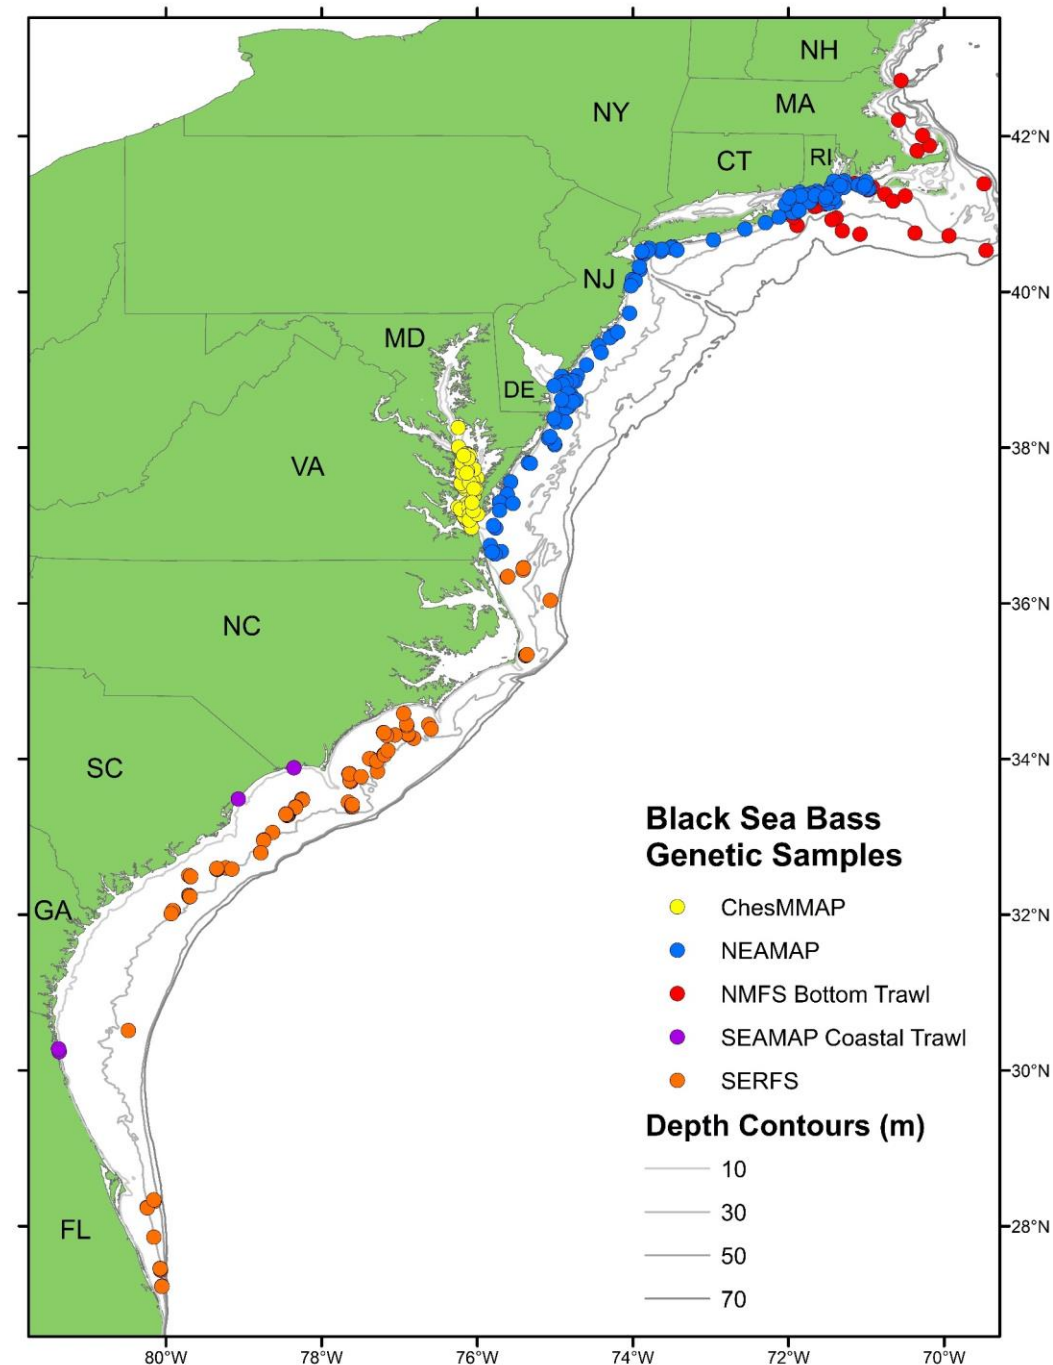 NH
NY
MA
42°N
CT
RI
NJ
40°N
MD
DE
38°N
VA
36°N
NC
34°N
SC
Black Sea Bass
Genetic Samples
ChesMMAP
GA
32°N
NEAMAP
NMFS Bottom Trawl
SEAMAP Coastal Trawl
30°N
SERFS
Depth Contours (m)
10
30
FL
28°N
50
70
80°W 78°W 76°W 74°W 72°W 70°W